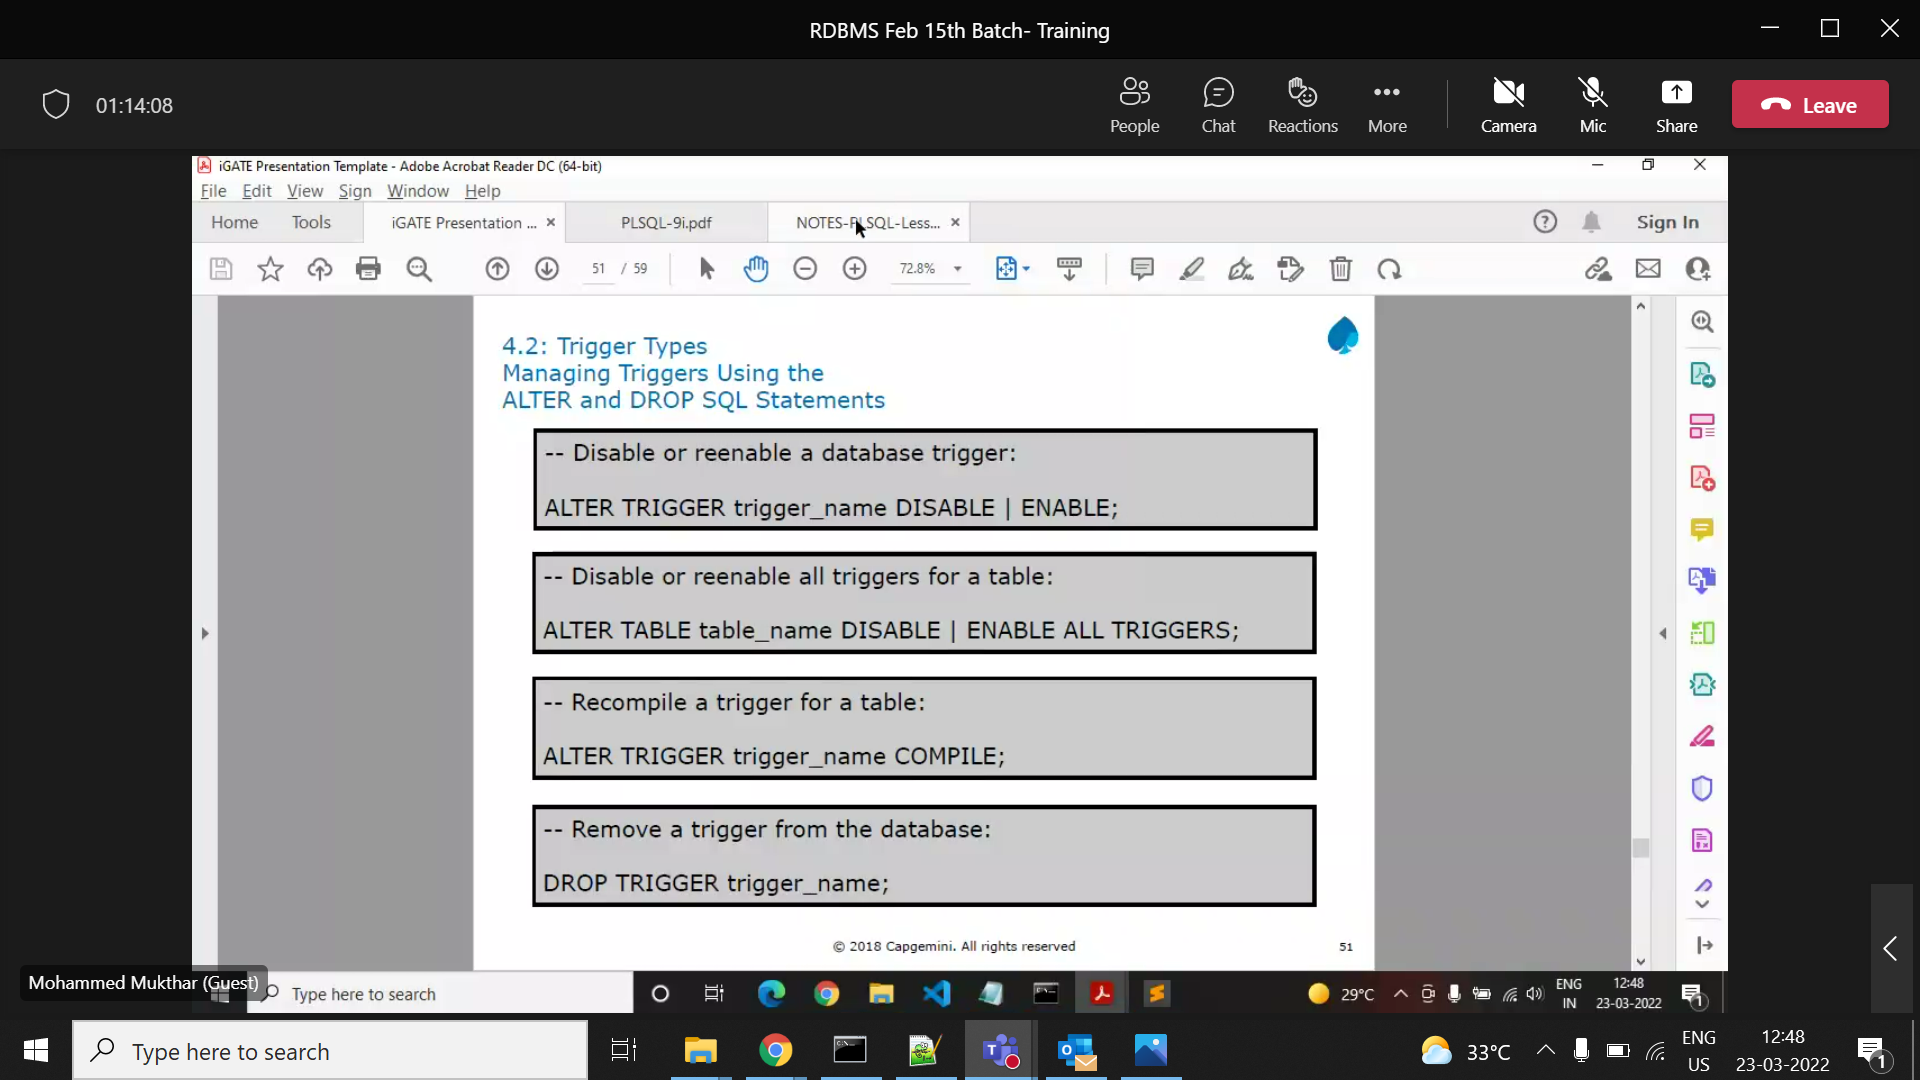 RDBMS Feb 15th Batch- Training
01:14:08
People
Chat
Reactions
More
Camera
Mic
Share
Leave
iGATE Presentation Template - Adobe Acrobat Reader DC (64-bit)
File Edit View Sign Window Help
Home Tools iGATE Presentation ... × PLSQL-9i.pdf NOTES-PLSQL-Less... × Sign In
51 / 59 72.8%
4.2: Trigger Types
Managing Triggers Using the
ALTER and DROP SQL Statements
-- Disable or reenable a database trigger:
ALTER TRIGGER trigger_name DISABLE | ENABLE;
-- Disable or reenable all triggers for a table:
ALTER TABLE table_name DISABLE | ENABLE ALL TRIGGERS;
-- Recompile a trigger for a table:
ALTER TRIGGER trigger_name COMPILE;
-- Remove a trigger from the database:
DROP TRIGGER trigger_name;
© 2018 Capgemini. All rights reserved 51
Mohammed Mukthar (Guest)
Type here to search
29°C
ENG
IN
12:48
23-03-2022
1
Type here to search
33°C
ENG
US
12:48
23-03-2022
1